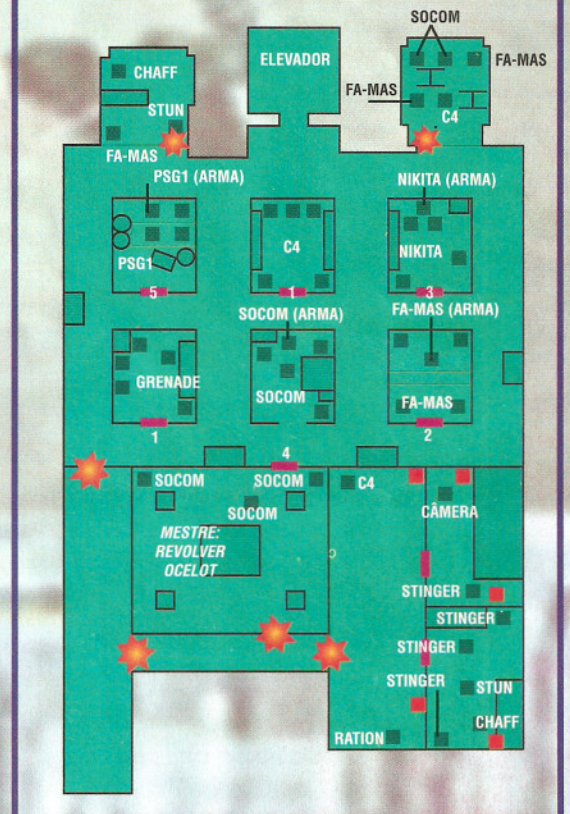 SOCOM
CHAFF
ELEVADOR
FA-MAS
FA-MAS
STUN
C4
FA-MAS
PSG1 (ARMA)
NIKITA (ARMA)
C4
NIKITA
PSG1
5
1
3
SOCOM (ARMA)
FA-MAS (ARMA)
GRENADE
SOCOM
FA-MAS
1
2
4
SOCOM
SOCOM
C4
SOCOM
CÂMERA
MESTRE:
REVOLVER
OCELOT
STINGER
STINGER
STINGER
STINGER
STUN
CHAFF
RATION